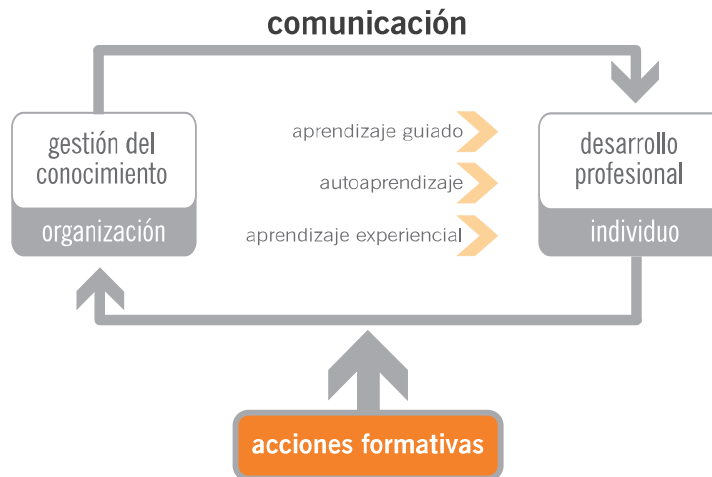 comunicación
gestión del
conocimiento
organización
aprendizaje guiado
autoaprendizaje
aprendizaje experiencial
desarrollo
profesional
individuo
acciones formativas